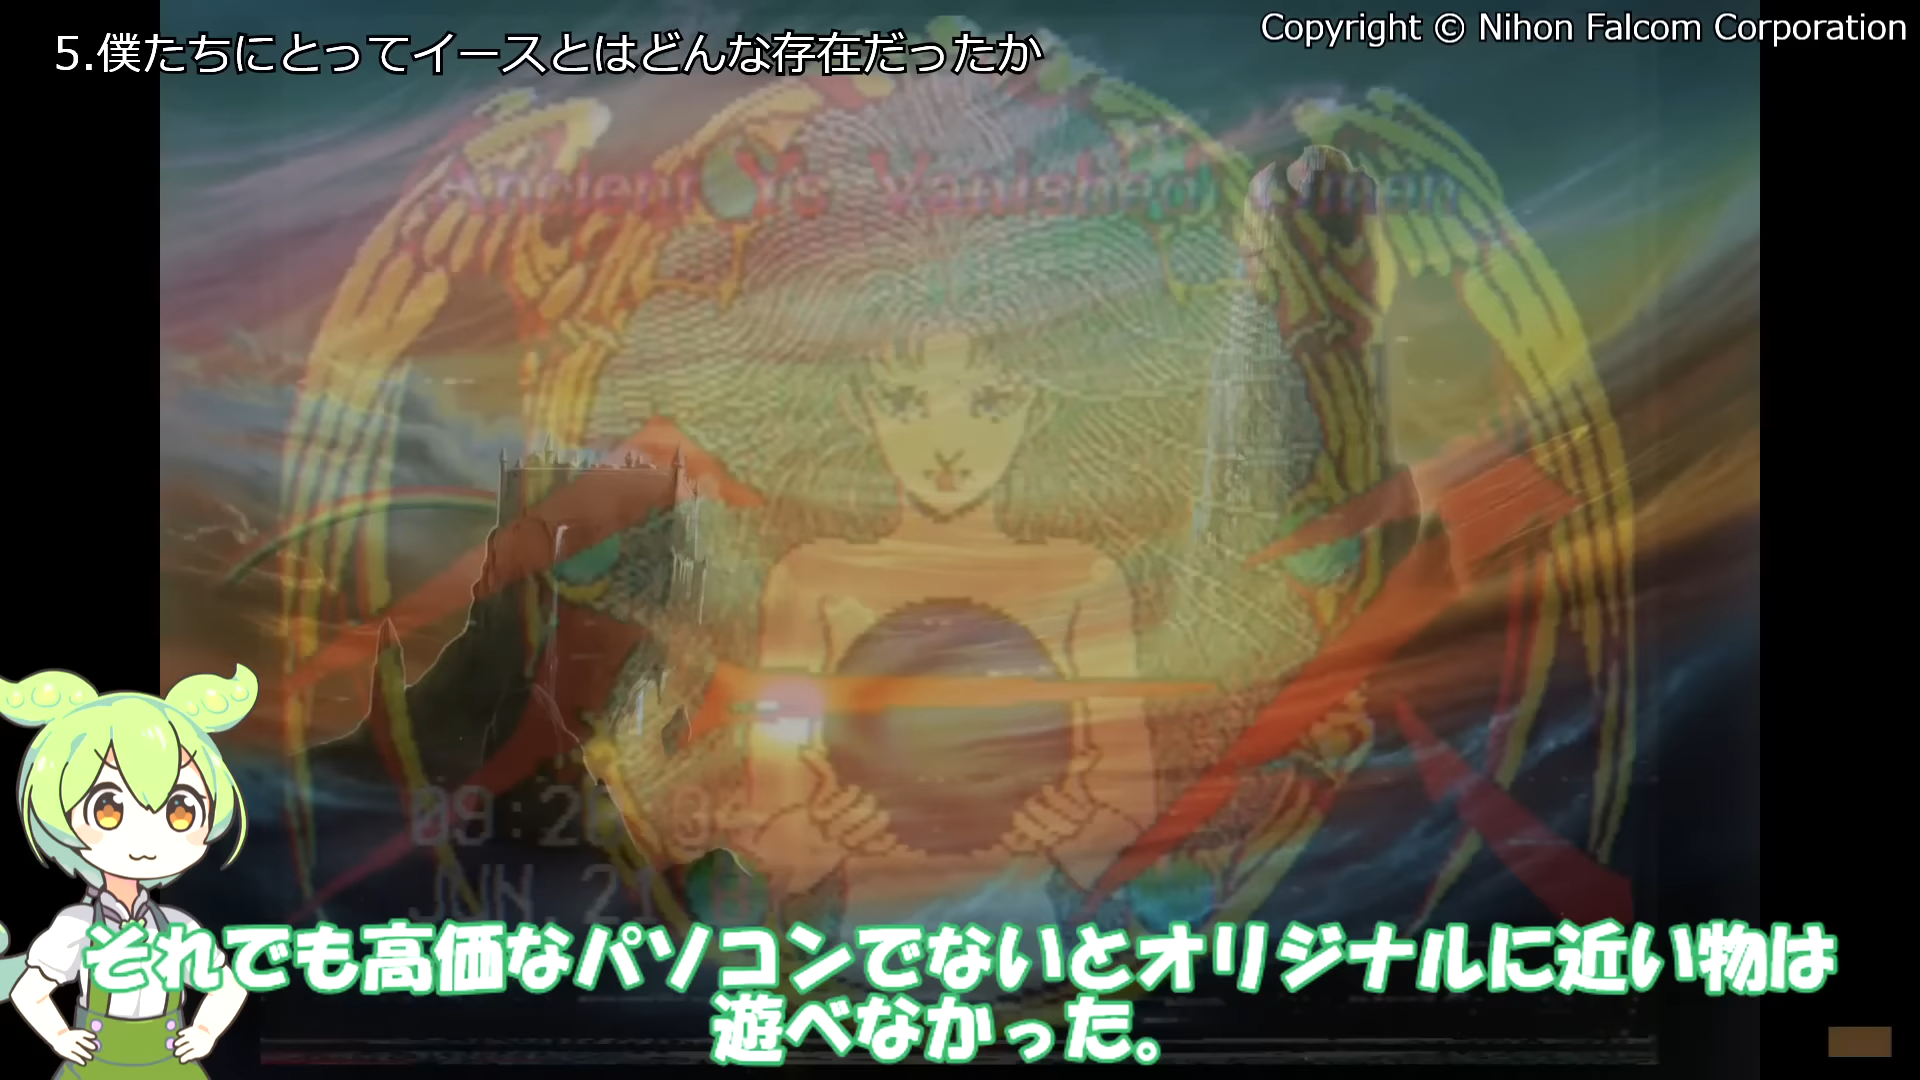 5.僕たちにとってイースとはどんな存在だったか
Copyright © Nihon Falcom Corporation
Ancient Ys Vanished Omen
JUN. 21
それでも高価なパソコンでないとオリジナルに近い物は
遊べなかった。